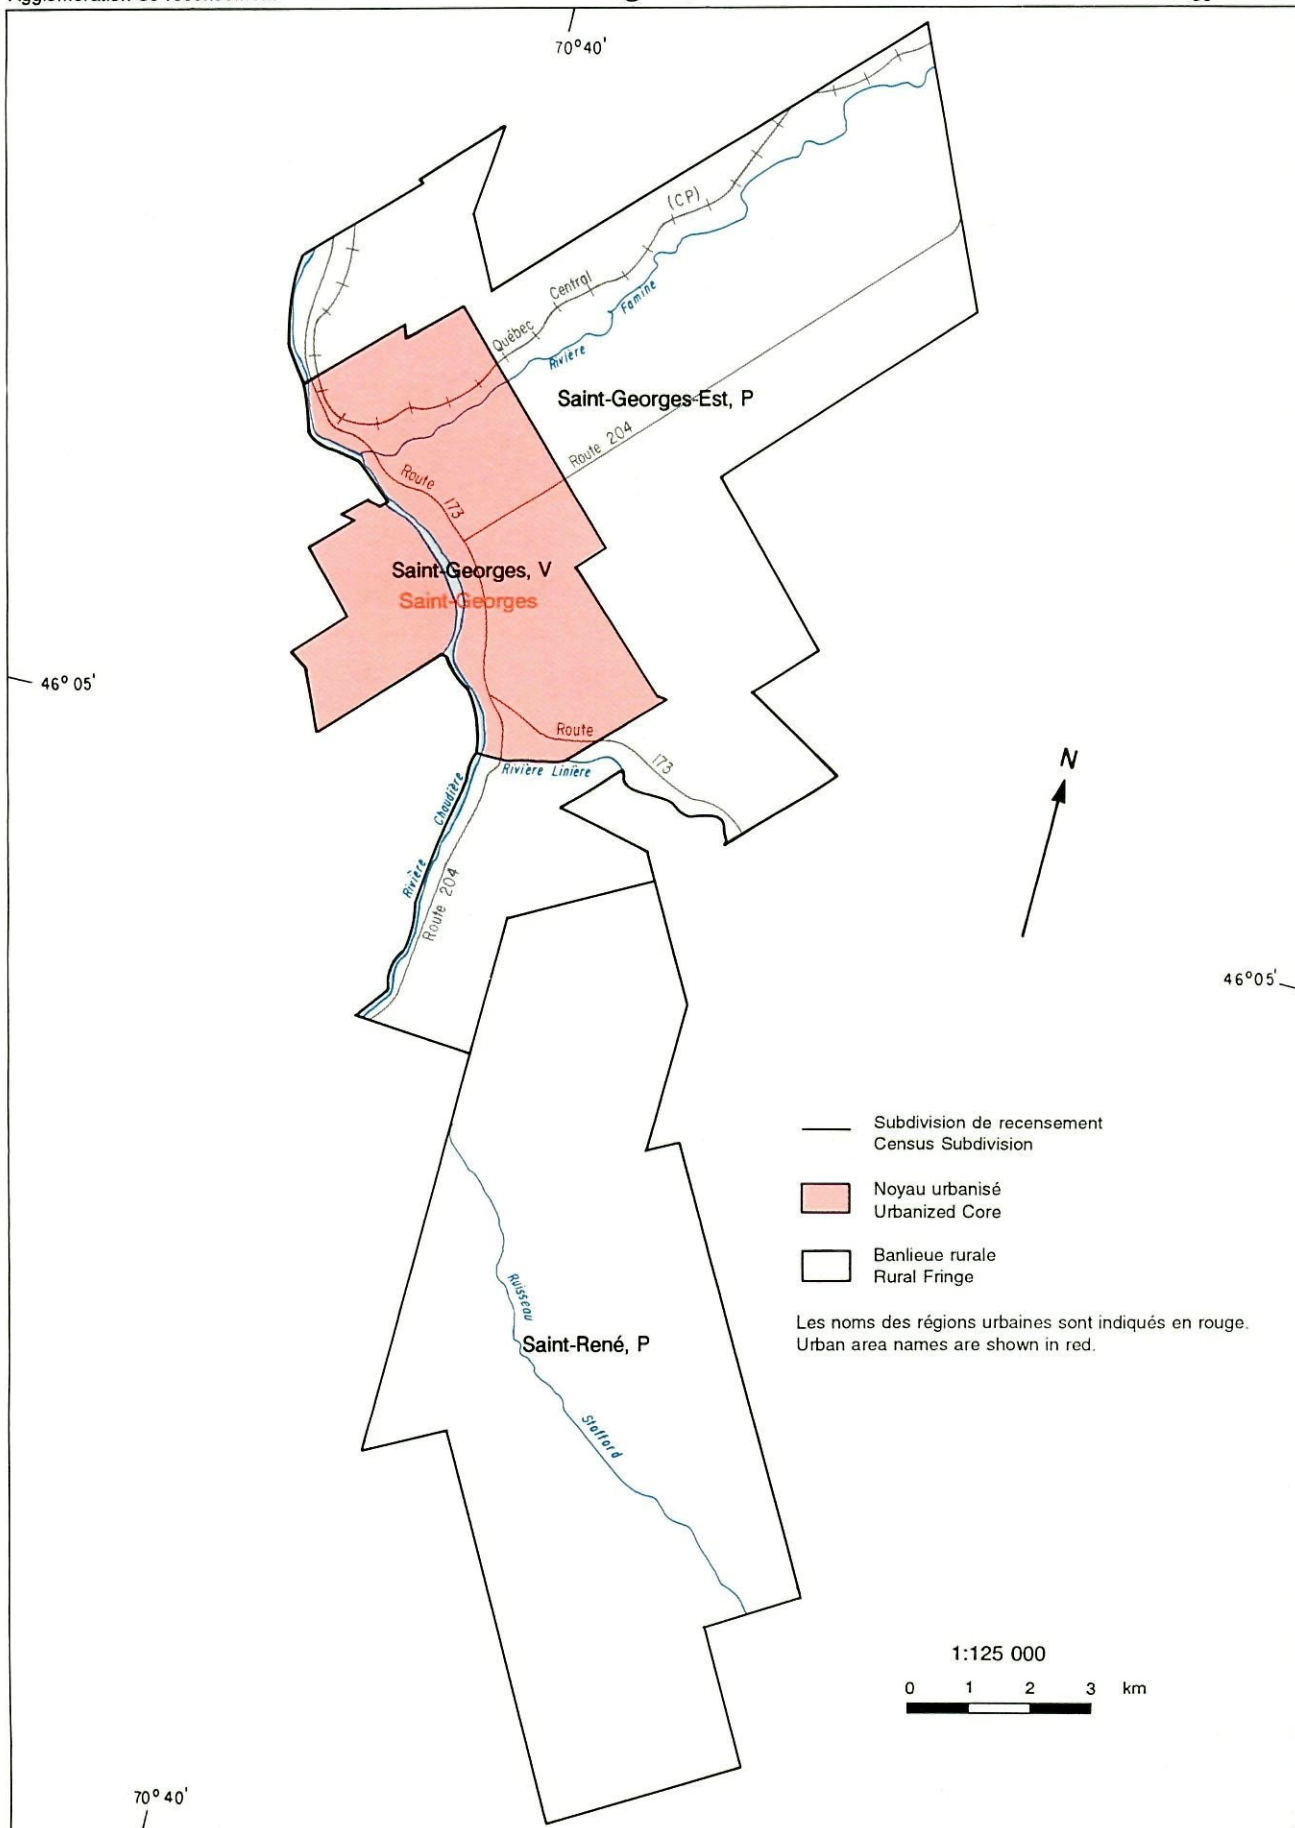 70°40'
(CP)
Central
Québec
Rivière Famine
Saint-Georges-Est, P
Route 204
Route 173
Saint-Georges, V
Saint-Georges
46° 05'
Route 173
Rivière Linière
Rivière Chaudière
Route 204
N
46°05'
Subdivision de recensement
Census Subdivision
Noyau urbanisé
Urbanized Core
Banlieue rurale
Rural Fringe
Les noms des régions urbaines sont indiqués en rouge.
Urban area names are shown in red.
Ruisseau Stafford
Saint-René, P
1:125 000
0 1 2 3 km
70° 40'